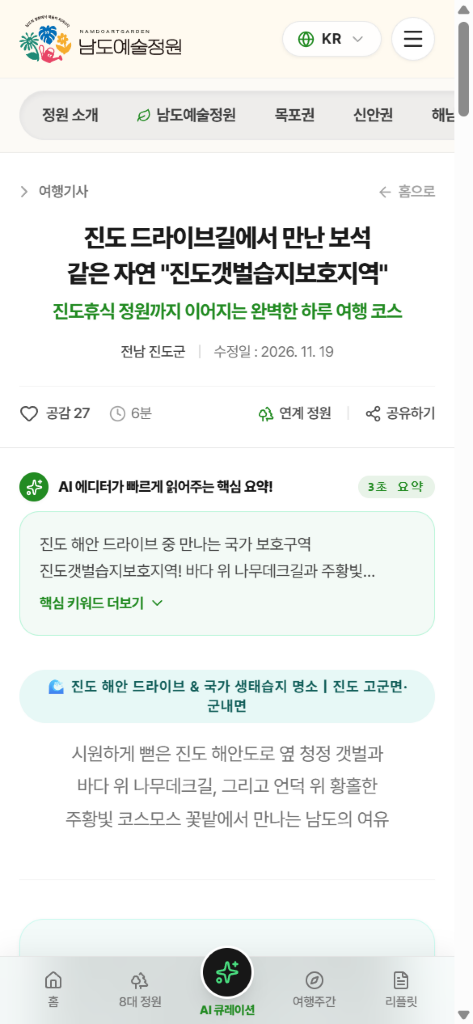 NAMDOARTGARDEN
남도예술정원
KR
정원 소개
남도예술정원
목포권
신안권
여행기사
홈으로
진도 드라이브길에서 만난 보석
같은 자연 "진도갯벌습지보호지역"
진도휴식 정원까지 이어지는 완벽한 하루 여행 코스
전남 진도군 | 수정일 : 2026. 11. 19
공감 27
6분
연계 정원
공유하기
AI 에디터가 빠르게 읽어주는 핵심 요약!
3초 요약
진도 해안 드라이브 중 만나는 국가 보호구역
진도갯벌습지보호지역! 바다 위 나무데크길과 주황빛...
핵심 키워드 더보기
진도 해안 드라이브 & 국가 생태습지 명소 | 진도 고군면·
군내면
시원하게 뻗은 진도 해안도로 옆 청정 갯벌과
바다 위 나무데크길, 그리고 언덕 위 황홀한
주황빛 코스모스 꽃밭에서 만나는 남도의 여유
홈
8대 정원
AI 큐레이션
여행주간
리플릿